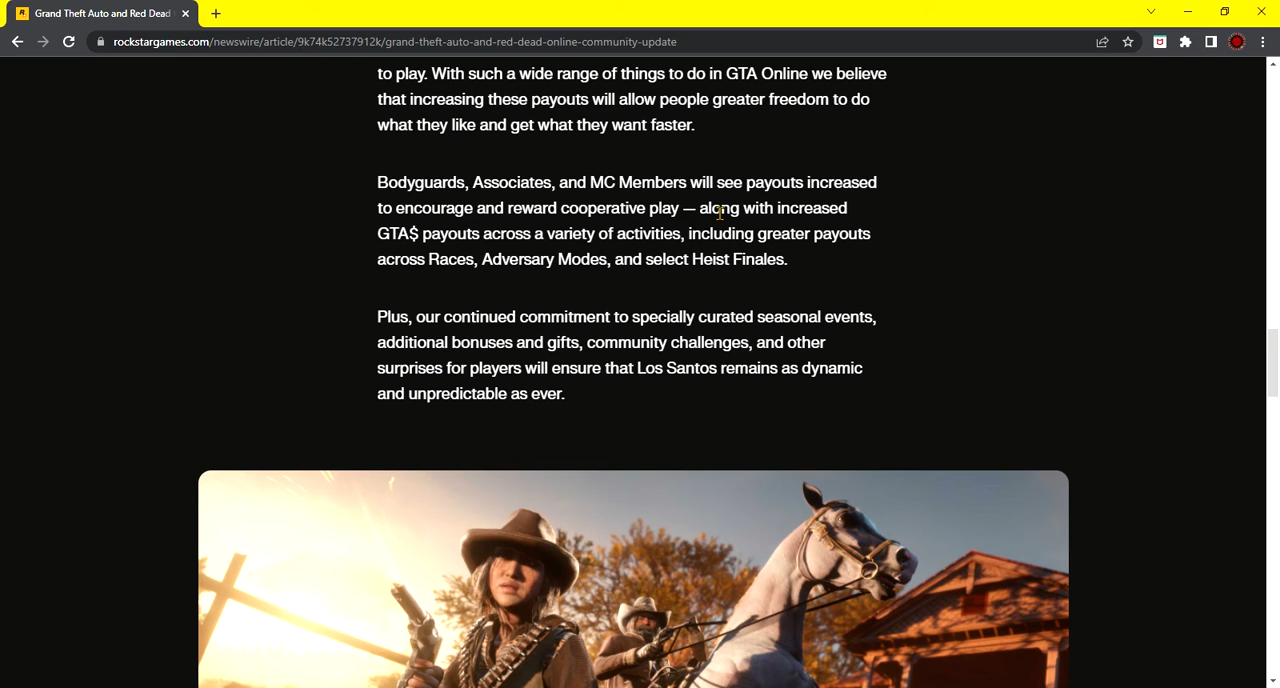 Grand Theft Auto and Red Dead
rockstargames.com/newswire/article/9k74k52737912k/grand-theft-auto-and-red-dead-online-community-update
to play. With such a wide range of things to do in GTA Online we believe
that increasing these payouts will allow people greater freedom to do
what they like and get what they want faster.
Bodyguards, Associates, and MC Members will see payouts increased
to encourage and reward cooperative play — along with increased
GTA$ payouts across a variety of activities, including greater payouts
across Races, Adversary Modes, and select Heist Finales.
Plus, our continued commitment to specially curated seasonal events,
additional bonuses and gifts, community challenges, and other
surprises for players will ensure that Los Santos remains as dynamic
and unpredictable as ever.